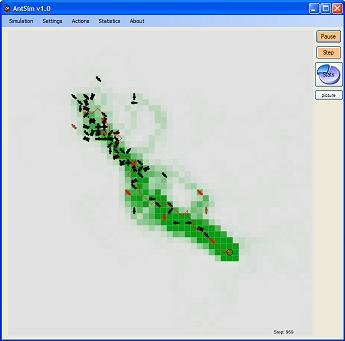 AntSim v1.0
Simulation Settings Actions Statistics About
Pause
Step
Stats
picture
Step: 969